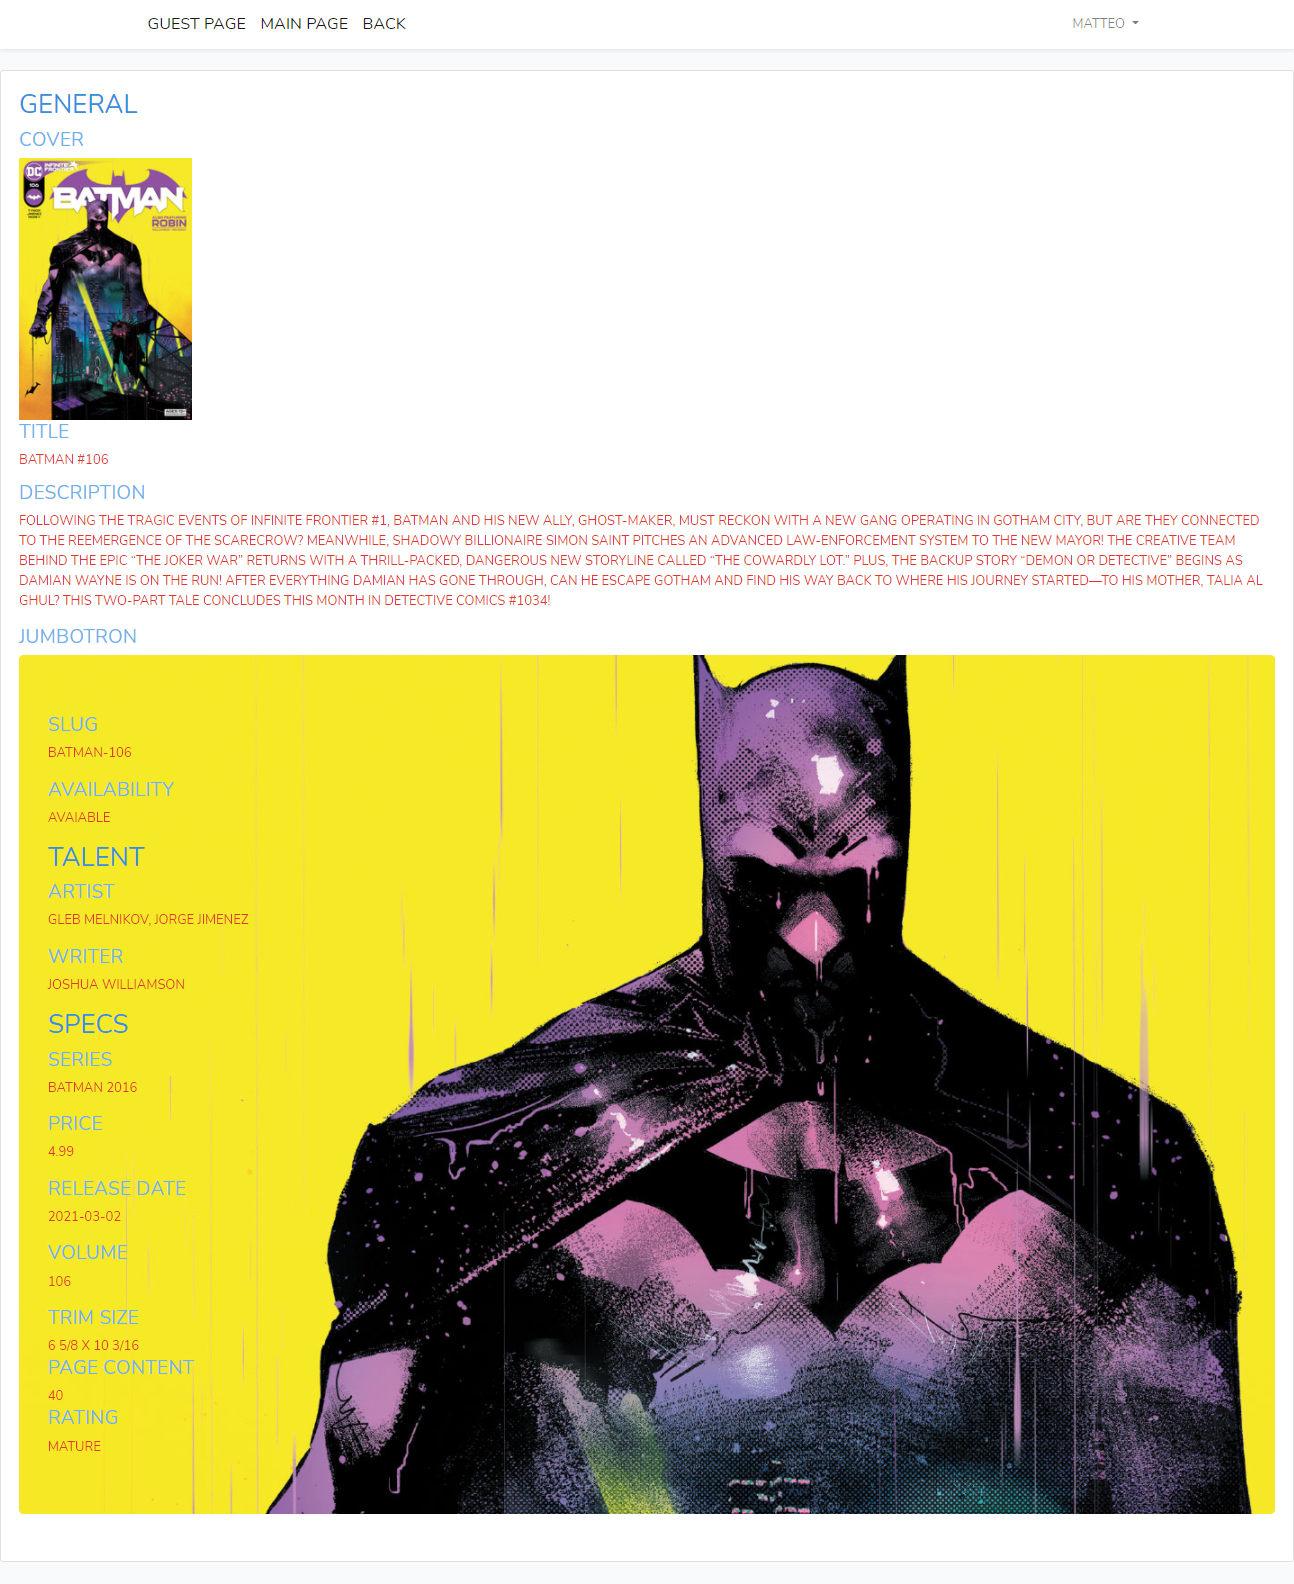 GUEST PAGE MAIN PAGE BACK MATTEO
GENERAL
COVER
DC
INFINITE
FRONTIER
106
BATMAN
ROBIN
TITLE
BATMAN #106
DESCRIPTION
FOLLOWING THE TRAGIC EVENTS OF INFINITE FRONTIER #1, BATMAN AND HIS NEW ALLY, GHOST-MAKER, MUST RECKON WITH A NEW GANG OPERATING IN GOTHAM CITY, BUT ARE THEY CONNECTED
TO THE REEMERGENCE OF THE SCARECROW? MEANWHILE, SHADOWY BILLIONAIRE SIMON SAINT PITCHES AN ADVANCED LAW-ENFORCEMENT SYSTEM TO THE NEW MAYOR! THE CREATIVE TEAM
BEHIND THE EPIC “THE JOKER WAR” RETURNS WITH A THRILL-PACKED, DANGEROUS NEW STORYLINE CALLED “THE COWARDLY LOT.” PLUS, THE BACKUP STORY “DEMON OR DETECTIVE” BEGINS AS
DAMIAN WAYNE IS ON THE RUN! AFTER EVERYTHING DAMIAN HAS GONE THROUGH, CAN HE ESCAPE GOTHAM AND FIND HIS WAY BACK TO WHERE HIS JOURNEY STARTED—TO HIS MOTHER, TALIA AL
GHUL? THIS TWO-PART TALE CONCLUDES THIS MONTH IN DETECTIVE COMICS #1034!
JUMBOTRON
SLUG
BATMAN-106
AVAILABILITY
AVAIABLE
TALENT
ARTIST
GLEB MELNIKOV, JORGE JIMENEZ
WRITER
JOSHUA WILLIAMSON
SPECS
SERIES
BATMAN 2016
PRICE
4.99
RELEASE DATE
2021-03-02
VOLUME
106
TRIM SIZE
6 5/8 X 10 3/16
PAGE CONTENT
40
RATING
MATURE